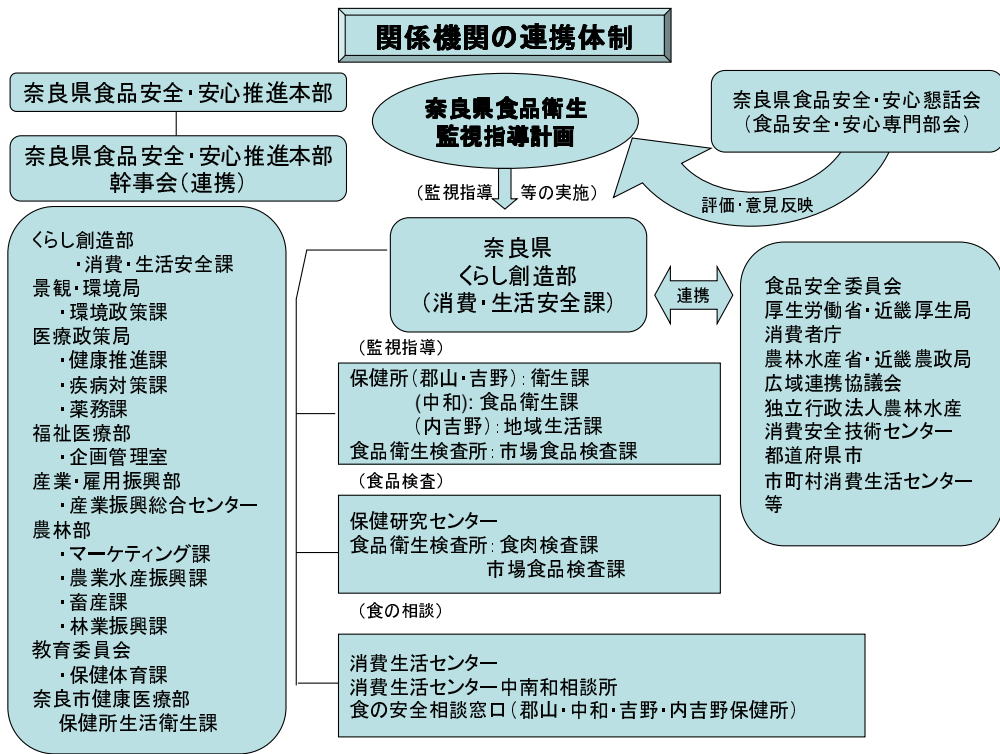 関係機関の連携体制
奈良県食品安全・安心推進本部
奈良県食品安全・安心推進本部
幹事会(連携)
奈良県食品衛生
監視指導計画
奈良県食品安全・安心懇話会
(食品安全・安心専門部会)
(監視指導 等の実施)
評価・意見反映
くらし創造部
・消費・生活安全課
景観・環境局
・環境政策課
医療政策局
・健康推進課
・疾病対策課
・薬務課
福祉医療部
・企画管理室
産業・雇用振興部
・産業振興総合センター
農林部
・マーケティング課
・農業水産振興課
・畜産課
・林業振興課
教育委員会
・保健体育課
奈良市健康医療部
保健所生活衛生課
奈良県
くらし創造部
(消費・生活安全課)
連携
食品安全委員会
厚生労働省・近畿厚生局
消費者庁
農林水産省・近畿農政局
広域連携協議会
独立行政法人農林水産
消費安全技術センター
都道府県市
市町村消費生活センター
等
(監視指導)
保健所(郡山・吉野):衛生課
(中和):食品衛生課
(内吉野):地域生活課
食品衛生検査所:市場食品検査課
(食品検査)
保健研究センター
食品衛生検査所:食肉検査課
市場食品検査課
(食の相談)
消費生活センター
消費生活センター中南和相談所
食の安全相談窓口(郡山・中和・吉野・内吉野保健所)